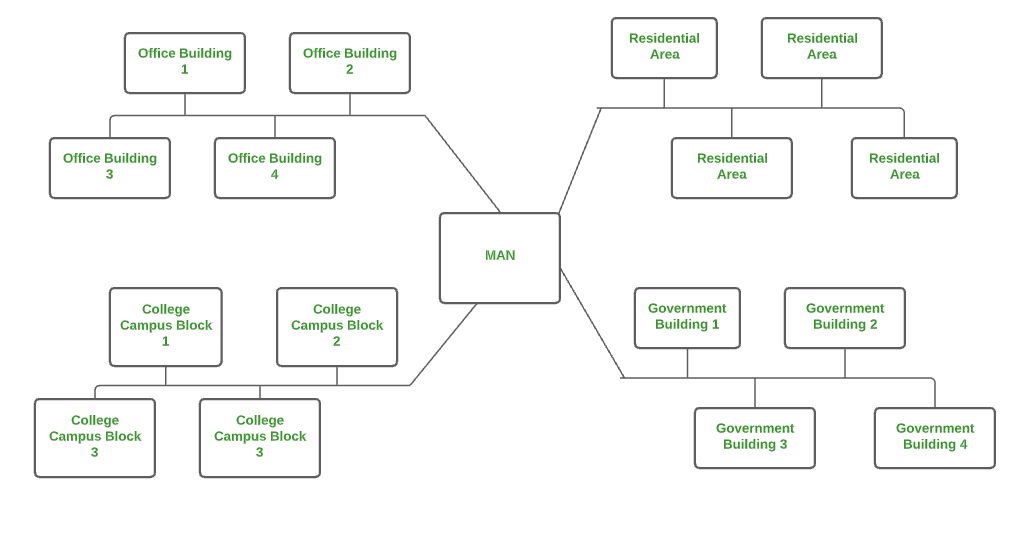 Office Building
1
Office Building
2
Residential
Area
Residential
Area
Office Building
3
Office Building
4
Residential
Area
Residential
Area
MAN
College
Campus Block
1
College
Campus Block
2
Government
Building 1
Government
Building 2
College
Campus Block
3
College
Campus Block
3
Government
Building 3
Government
Building 4